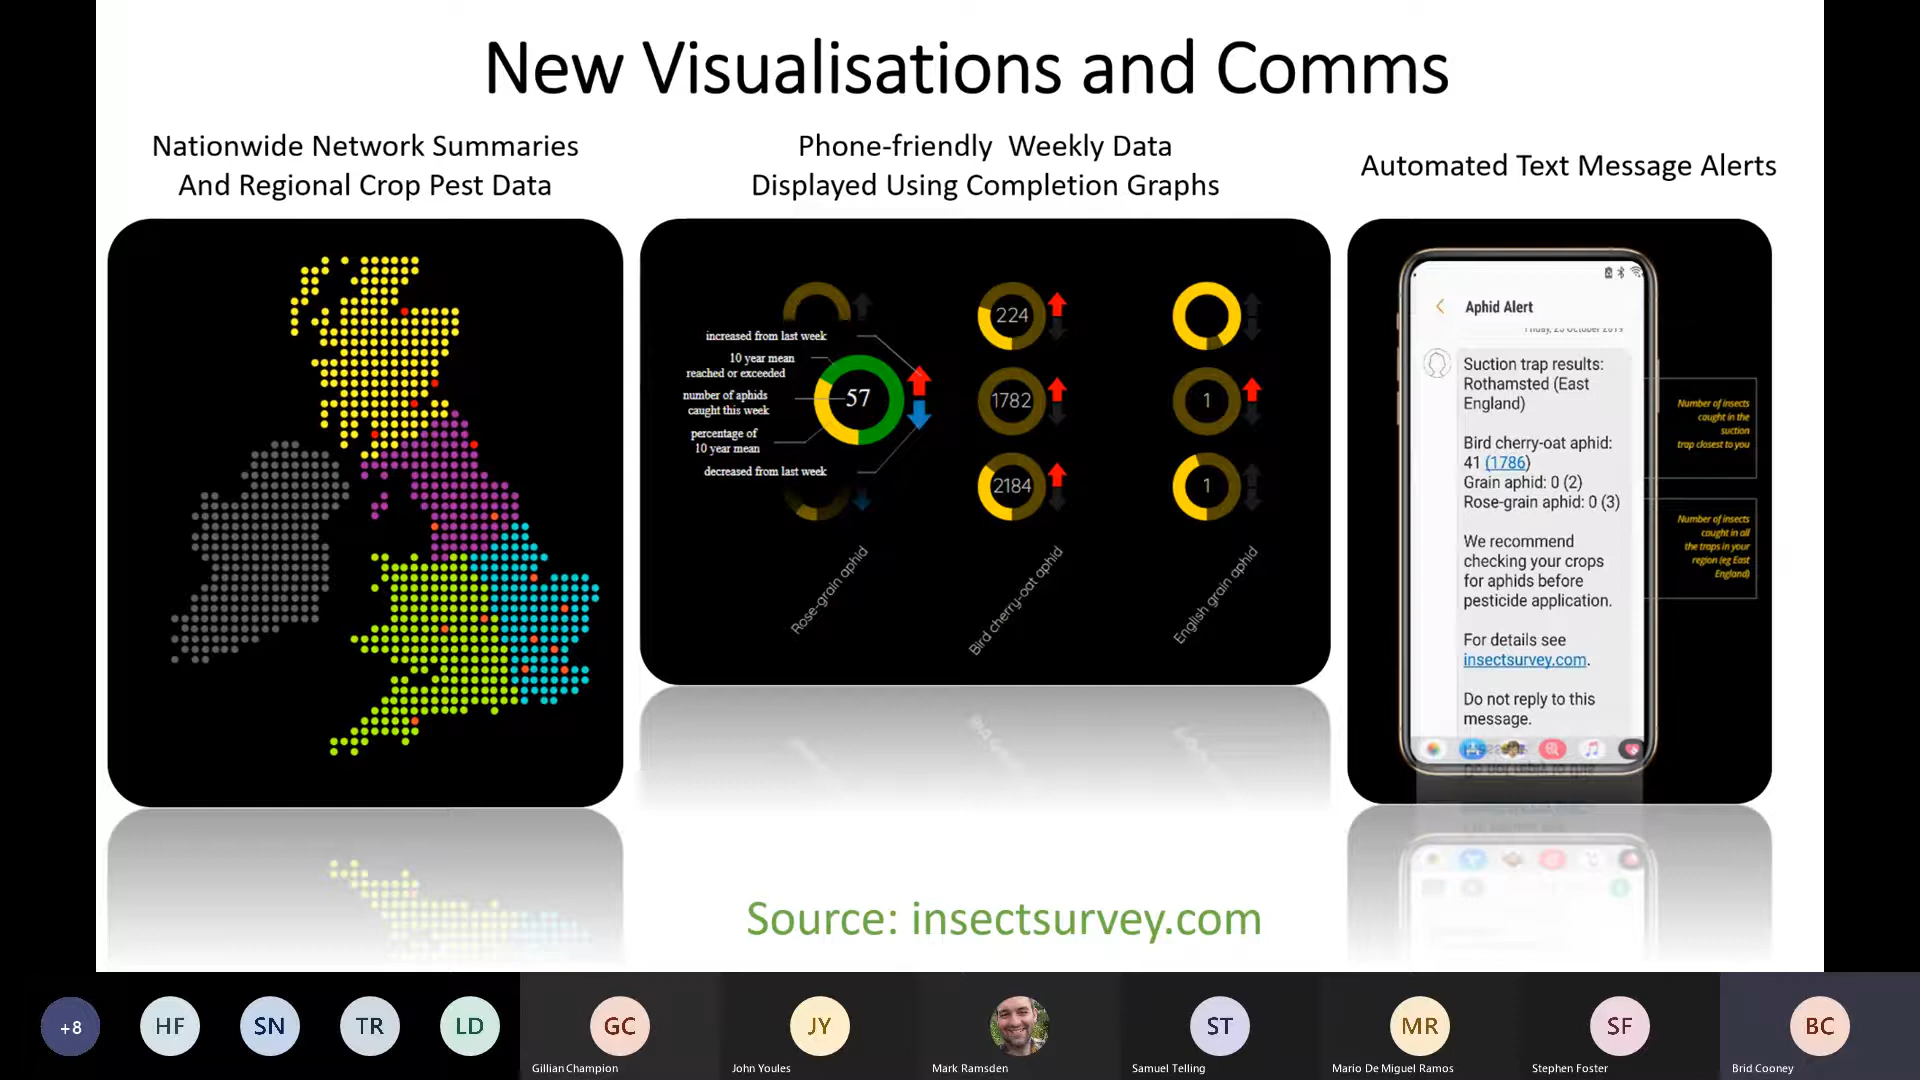 New Visualisations and Comms
Nationwide Network Summaries
And Regional Crop Pest Data
Phone-friendly  Weekly Data
Displayed Using Completion Graphs
increased from last week
10 year mean
reached or exceeded
number of aphids
caught this week
percentage of
10 year mean
decreased from last week
57
224
1782
1
2184
1
Rose-grain aphid
Bird cherry-oat aphid
English grain aphid
Automated Text Message Alerts
Aphid Alert
Suction trap results:
Rothamsted (East
England)
Bird cherry-oat aphid:
41 (1786)
Grain aphid: 0 (2)
Rose-grain aphid: 0 (3)
We recommend
checking your crops
for aphids before
pesticide application.
For details see
insectsurvey.com.
Do not reply to this
message.
Number of insects
caught in the
suction
trap closest to you
Number of insects
caught in all
the traps in your
region (eg East
England)
Source: insectsurvey.com
+8
HF
SN
TR
LD
GC
Gillian Champion
JY
John Youles
Mark Ramsden
ST
Samuel Telling
MR
Mario De Miguel Ramos
SF
Stephen Foster
BC
Brid Cooney